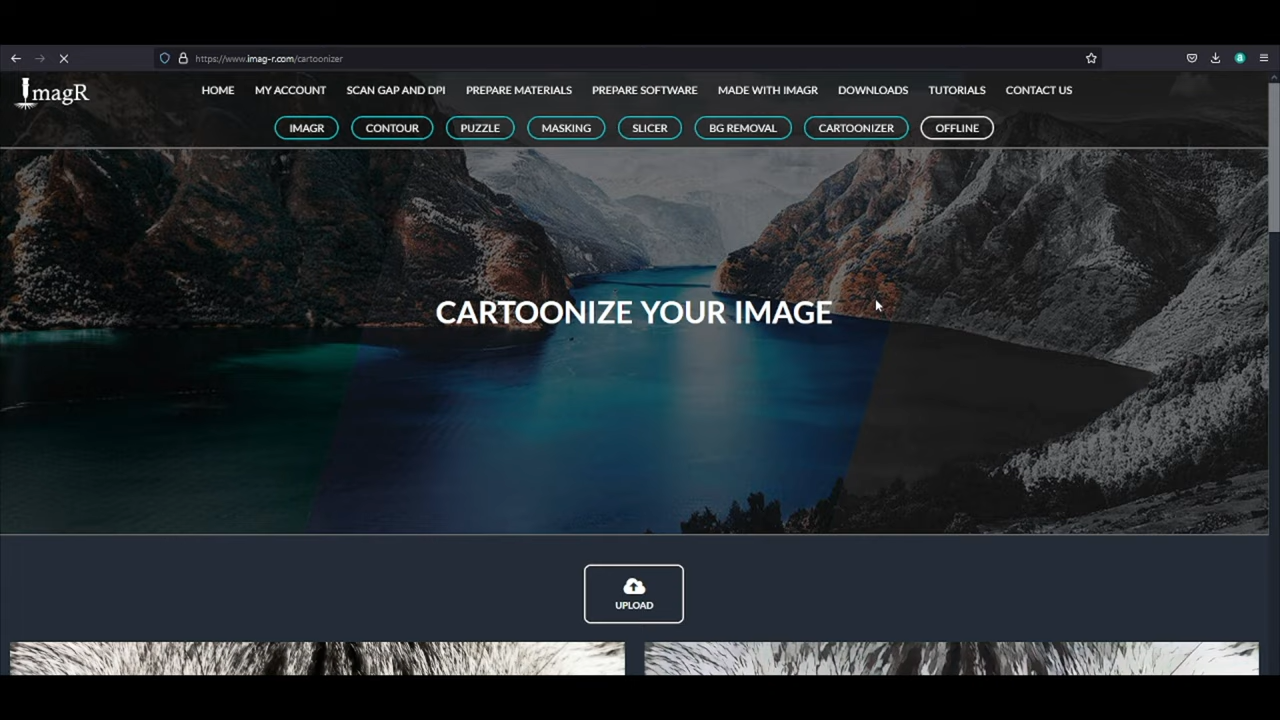 https://www.imag-r.com/cartoonizer
a
ImagR
HOME MY ACCOUNT SCAN GAP AND DPI PREPARE MATERIALS PREPARE SOFTWARE MADE WITH IMAGR DOWNLOADS TUTORIALS CONTACT US
IMAGR CONTOUR PUZZLE MASKING SLICER BG REMOVAL CARTOONIZER OFFLINE
CARTOONIZE YOUR IMAGE
UPLOAD